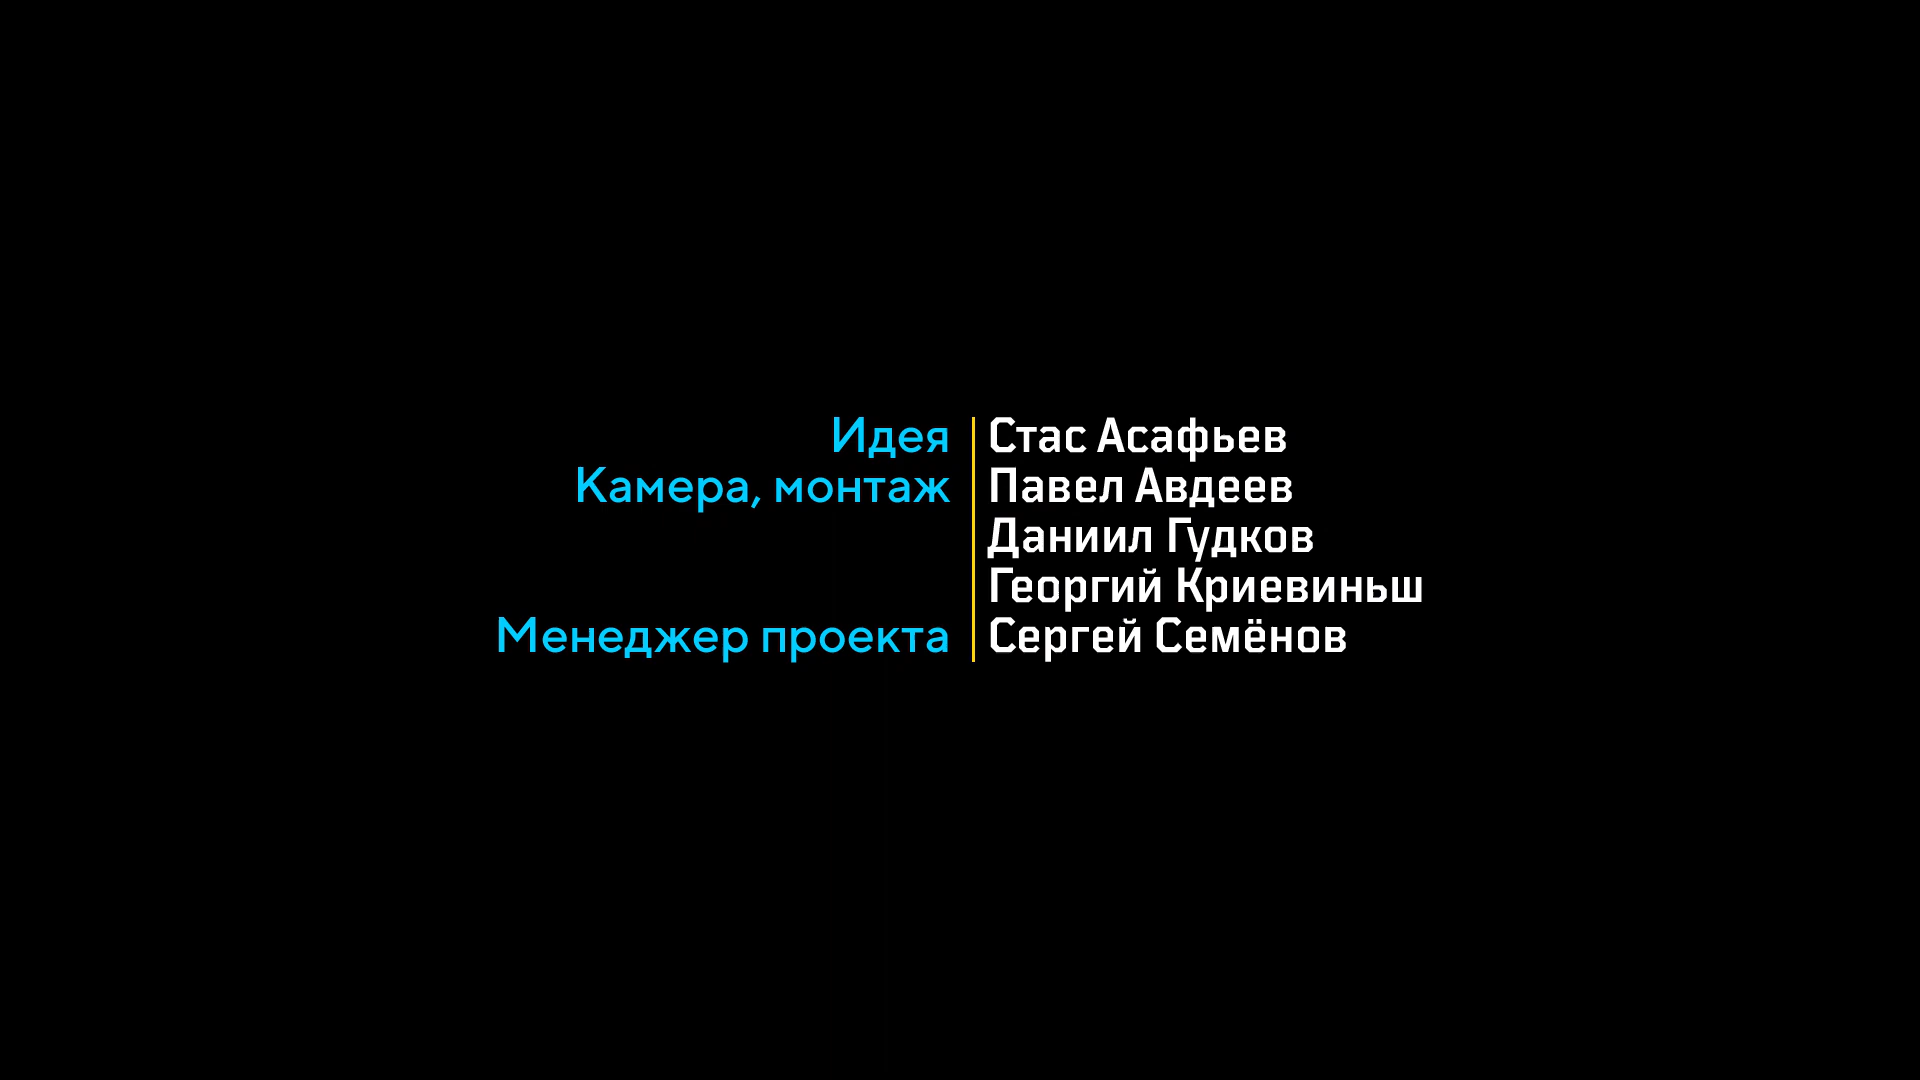 Идея Стас Асафьев
Камера, монтаж Павел Авдеев
Даниил Гудков
Георгий Криевиньш
Менеджер проекта Сергей Семёнов